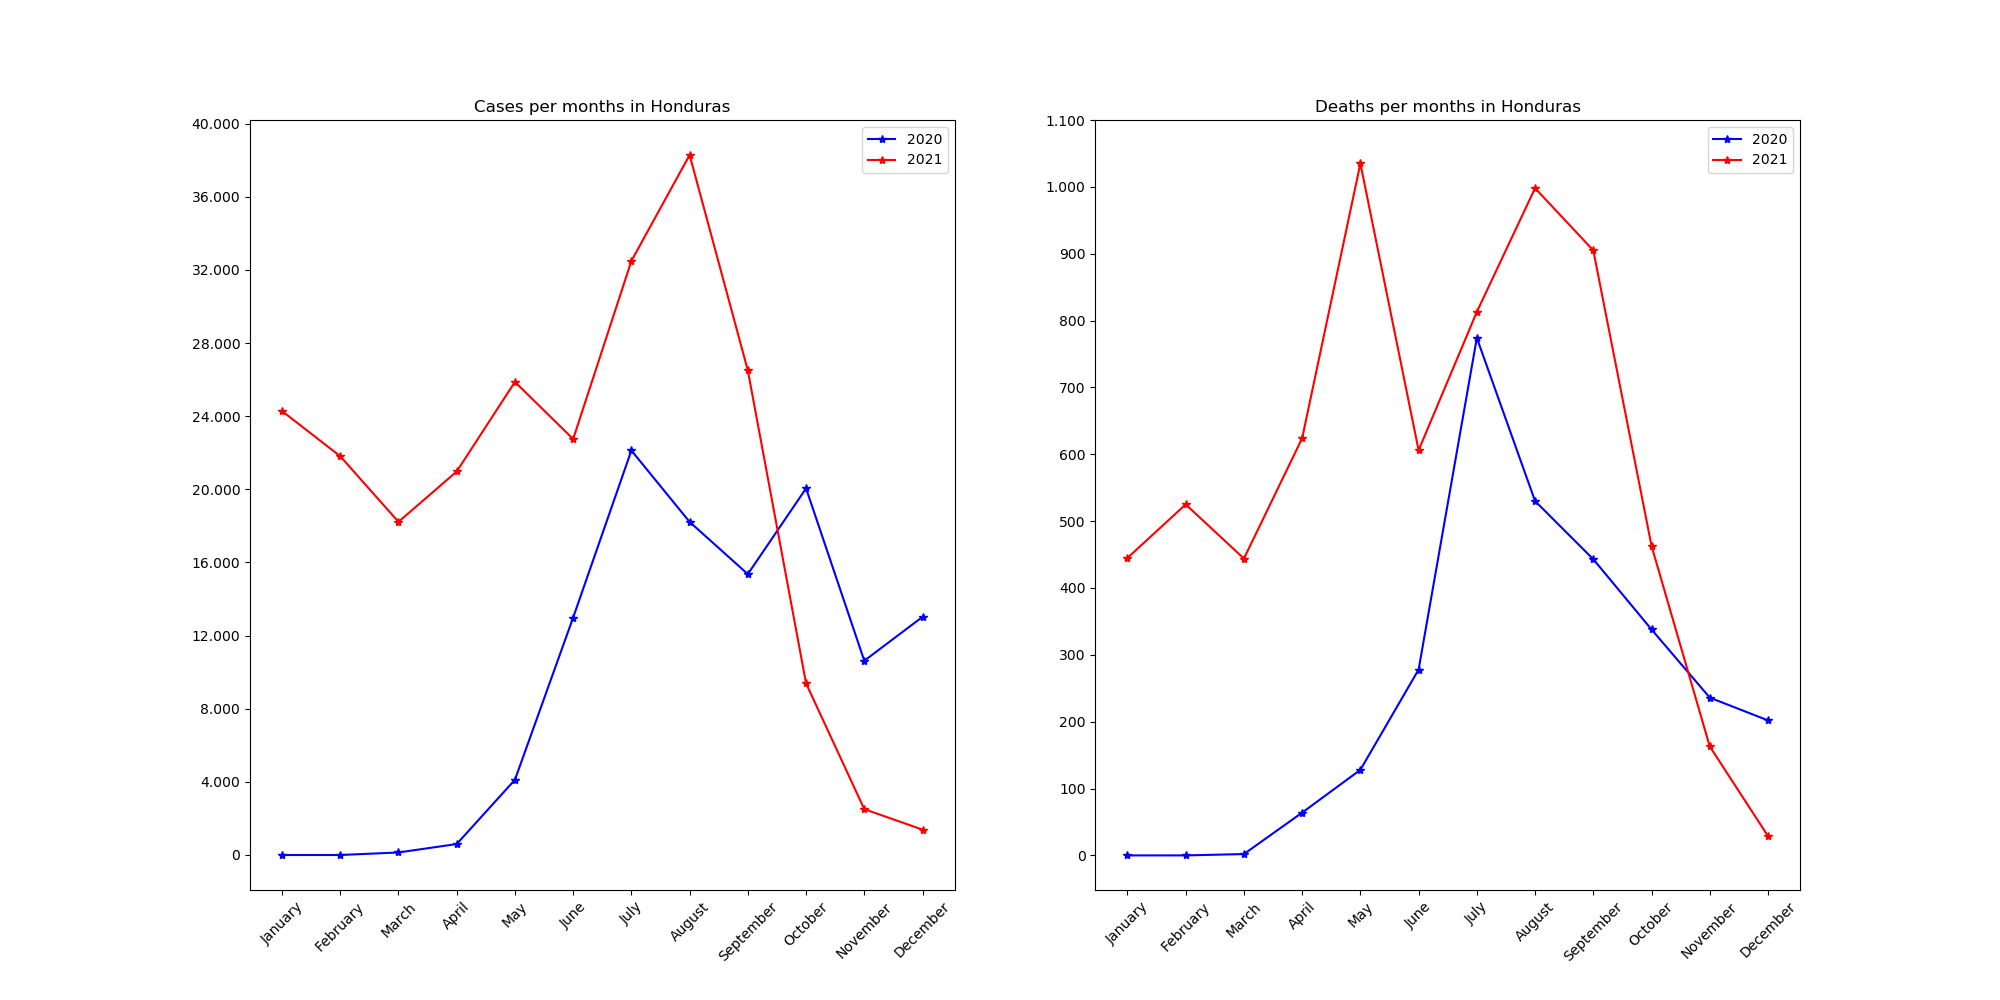 Cases per months in Honduras
40.000
36.000
32.000
28.000
24.000
20.000
16.000
12.000
8.000
4.000
0
2020
2021
January
February
March
April
May
June
July
August
September
October
November
December
Deaths per months in Honduras
1.100
1.000
900
800
700
600
500
400
300
200
100
0
2020
2021
January
February
March
April
May
June
July
August
September
October
November
December